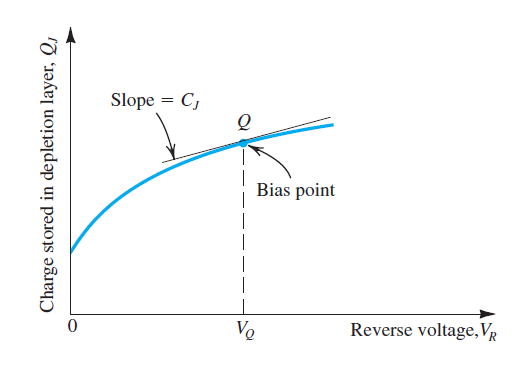 Charge stored in depletion layer, Q_J
Slope = C_J
Q
Bias point
0
V_Q
Reverse voltage, V_R